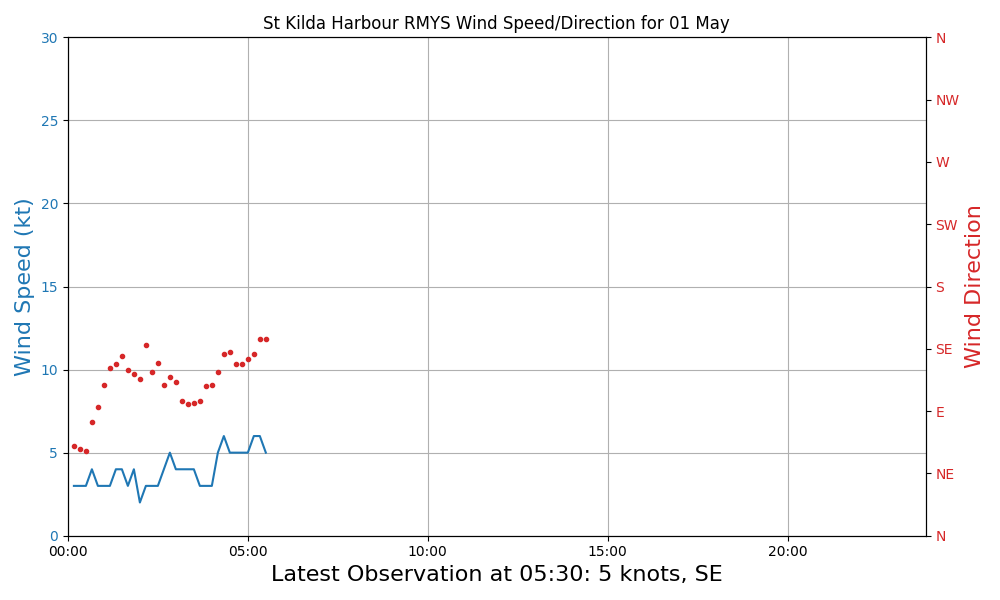 St Kilda Harbour RMYS Wind Speed/Direction for 01 May
30
25
20
15
10
5
0
Wind Speed (kt)
N
NW
W
SW
S
SE
E
NE
N
Wind Direction
00:00
05:00
10:00
15:00
20:00
Latest Observation at 05:30: 5 knots, SE